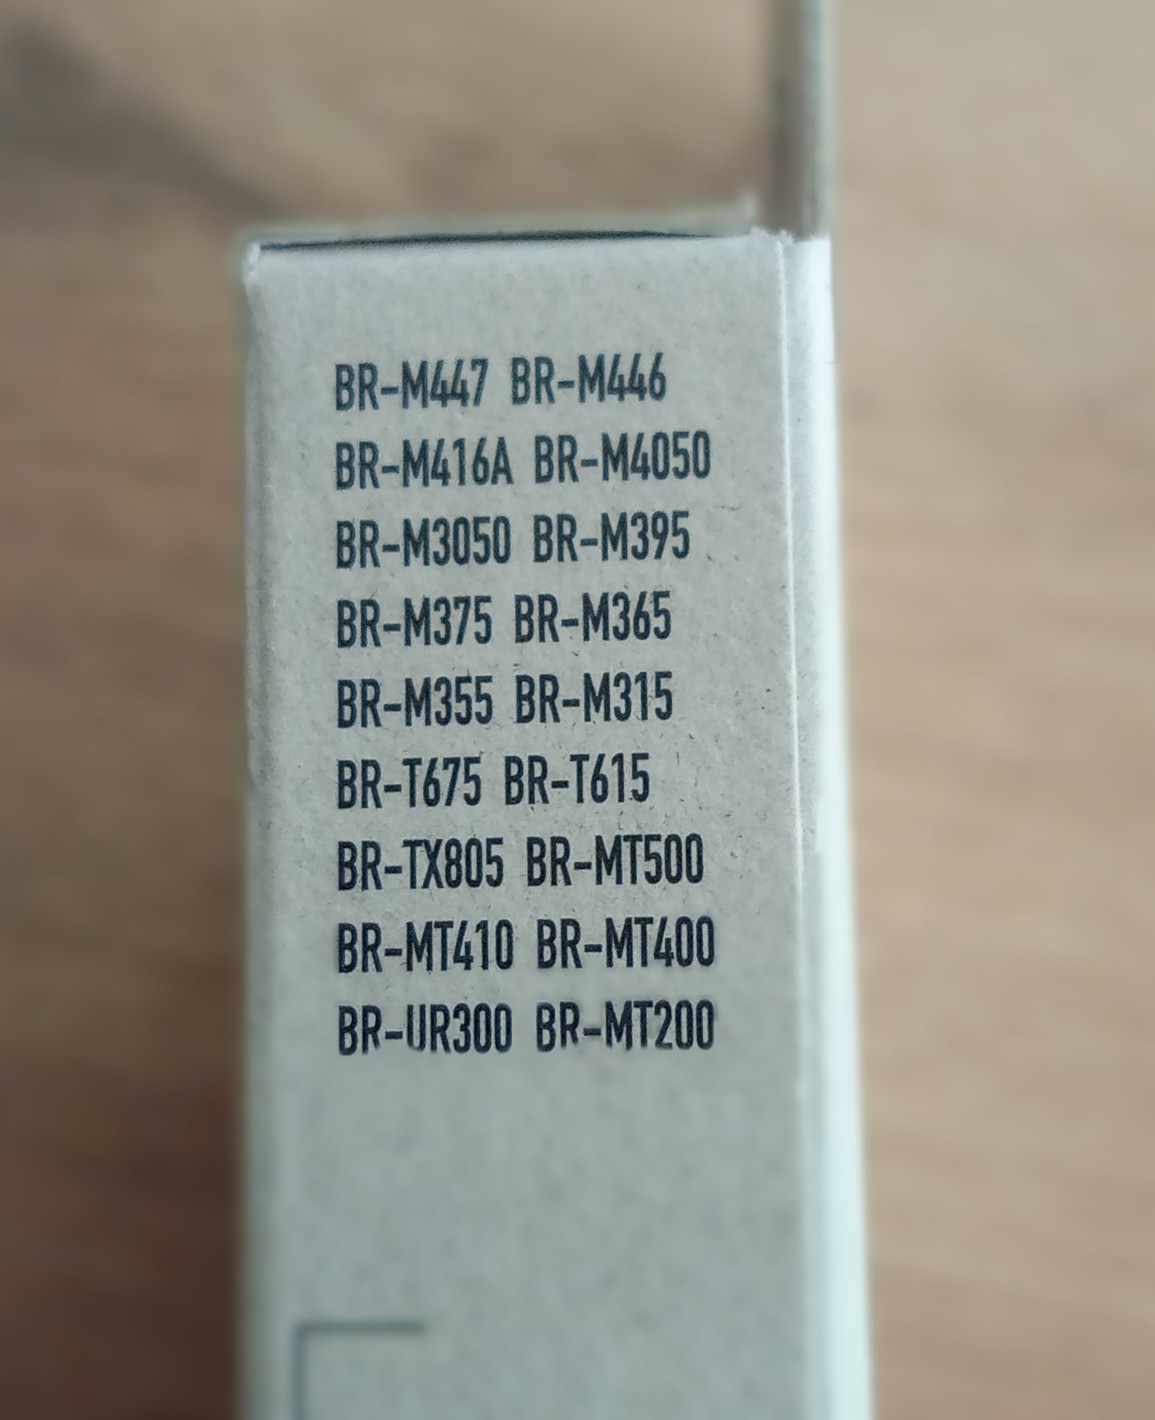 BR-M447 BR-M446
BR-M416A BR-M4050
BR-M3050 BR-M395
BR-M375 BR-M365
BR-M355 BR-M315
BR-T675 BR-T615
BR-TX805 BR-MT500
BR-MT410 BR-MT400
BR-UR300 BR-MT200